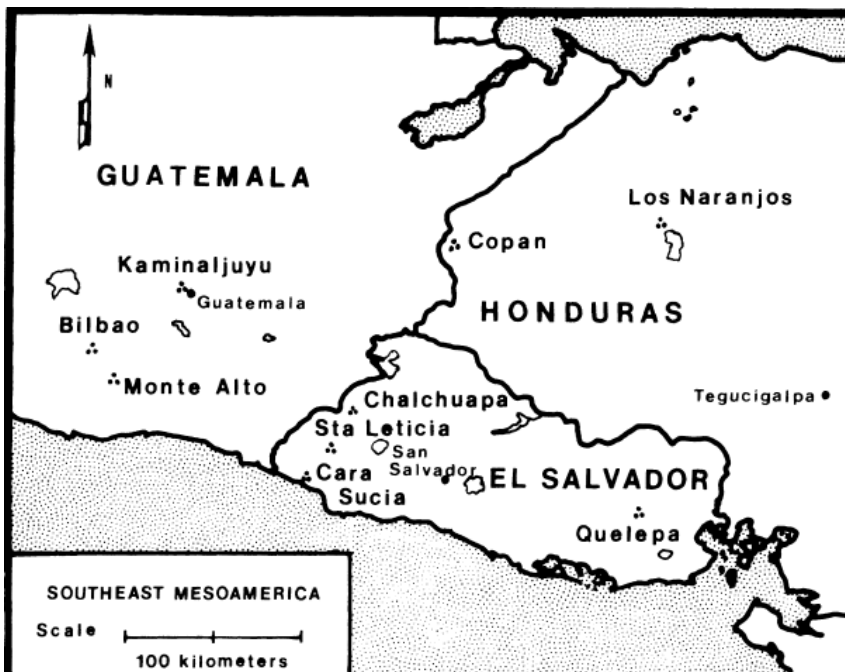 N
GUATEMALA
Los Naranjos
Copan
Kaminaljuyu
Guatemala
HONDURAS
Bilbao
Monte Alto
Tegucigalpa
Chalchuapa
Sta Leticia
San
Salvador
EL SALVADOR
Cara
Sucia
Quelepa
SOUTHEAST MESOAMERICA
Scale
100 kilometers